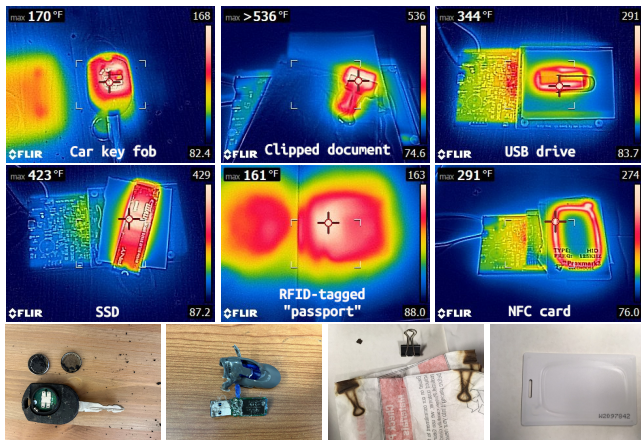 max 170 °F
168
FLIR
Car key fob
82.4
max >536 °F
536
FLIR
Clipped document
74.6
max 344 °F
291
FLIR
USB drive
83.7
max 423 °F
429
FLIR
SSD
87.2
max 161 °F
163
FLIR
RFID-tagged
"passport"
88.0
max 291 °F
274
FLIR
NFC card
76.0